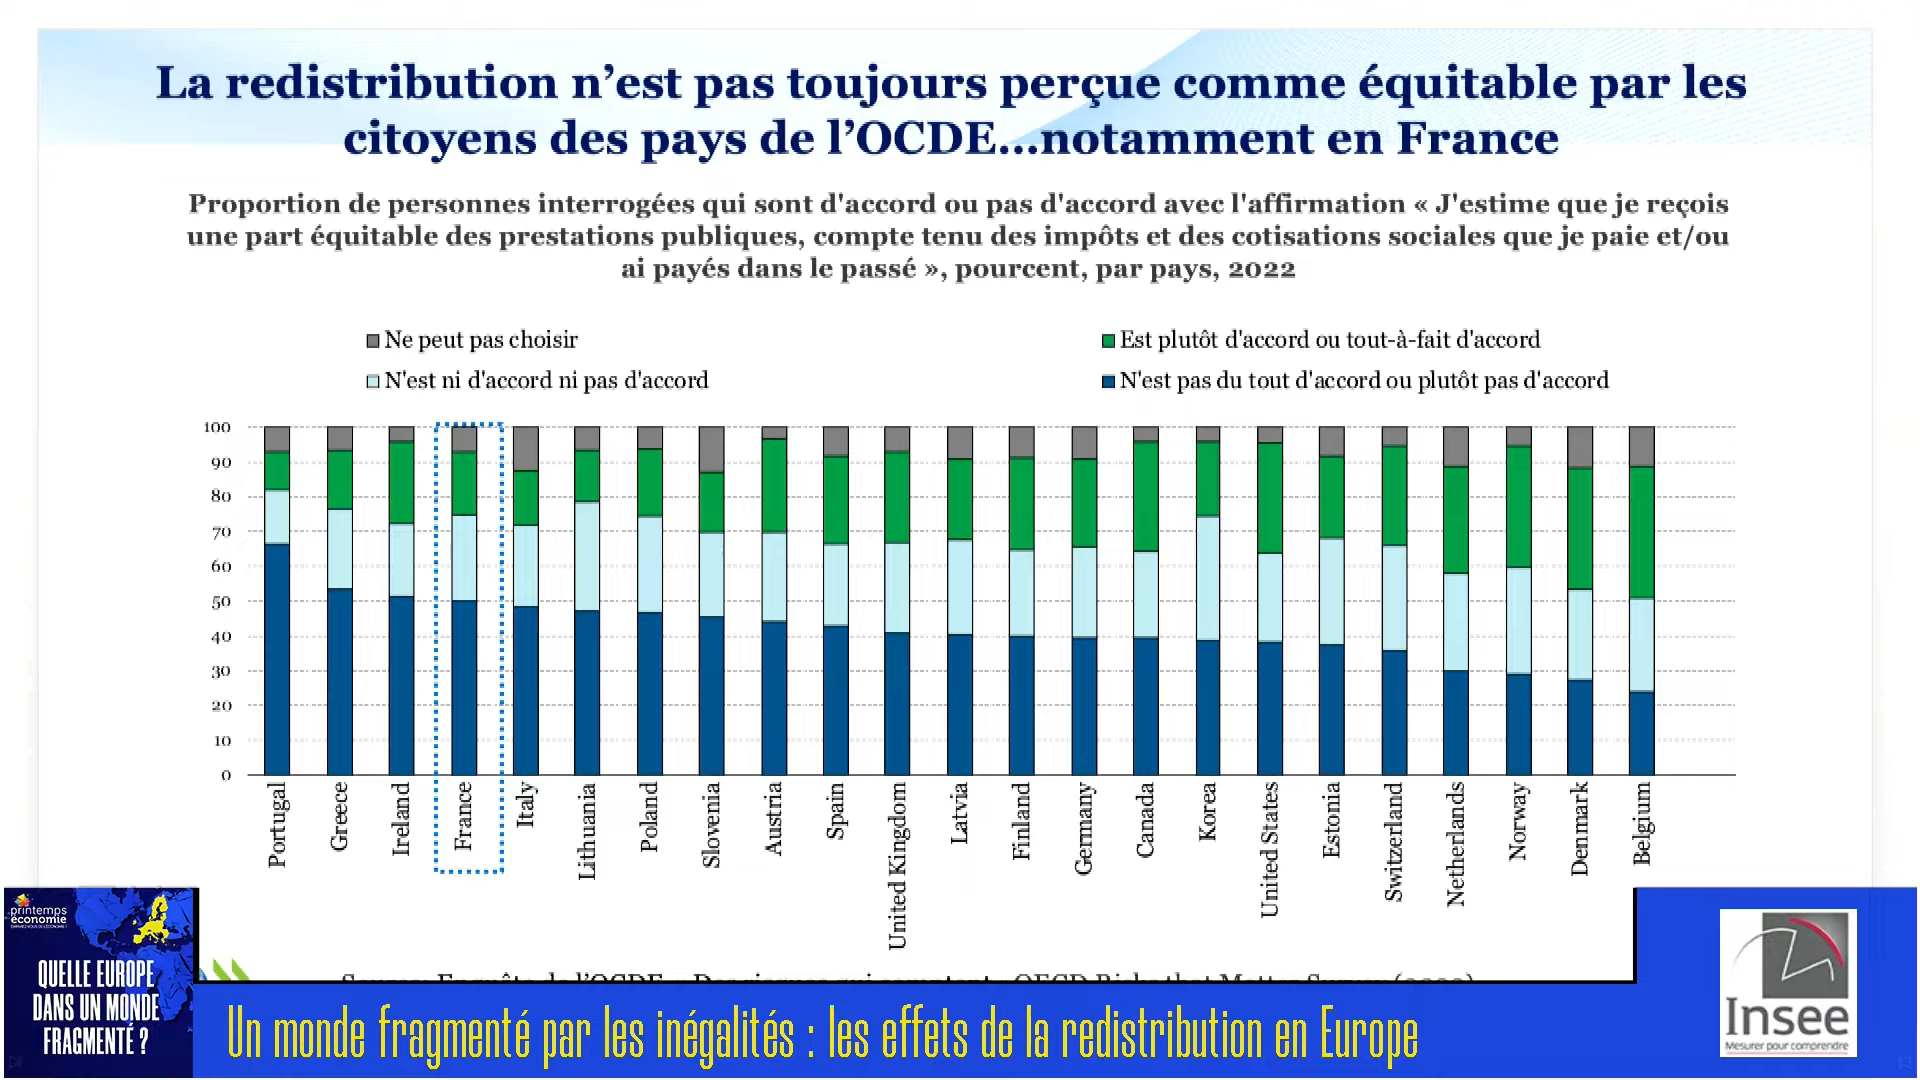 La redistribution n’est pas toujours perçue comme équitable par les
citoyens des pays de l’OCDE…notamment en France
Proportion de personnes interrogées qui sont d'accord ou pas d'accord avec l'affirmation « J'estime que je reçois
une part équitable des prestations publiques, compte tenu des impôts et des cotisations sociales que je paie et/ou
ai payés dans le passé », pourcent, par pays, 2022
Ne peut pas choisir
Est plutôt d'accord ou tout-à-fait d'accord
N'est ni d'accord ni pas d'accord
N'est pas du tout d'accord ou plutôt pas d'accord
100
90
80
70
60
50
40
30
20
10
0
Portugal
Greece
Ireland
France
Italy
Lithuania
Poland
Slovenia
Austria
Spain
United Kingdom
Latvia
Finland
Germany
Canada
Korea
United States
Estonia
Switzerland
Netherlands
Norway
Denmark
Belgium
printemps
économie
QUELLE EUROPE
DANS UN MONDE
FRAGMENTÉ ?
Un monde fragmenté par les inégalités : les effets de la redistribution en Europe
Insee
Mesurer pour comprendre